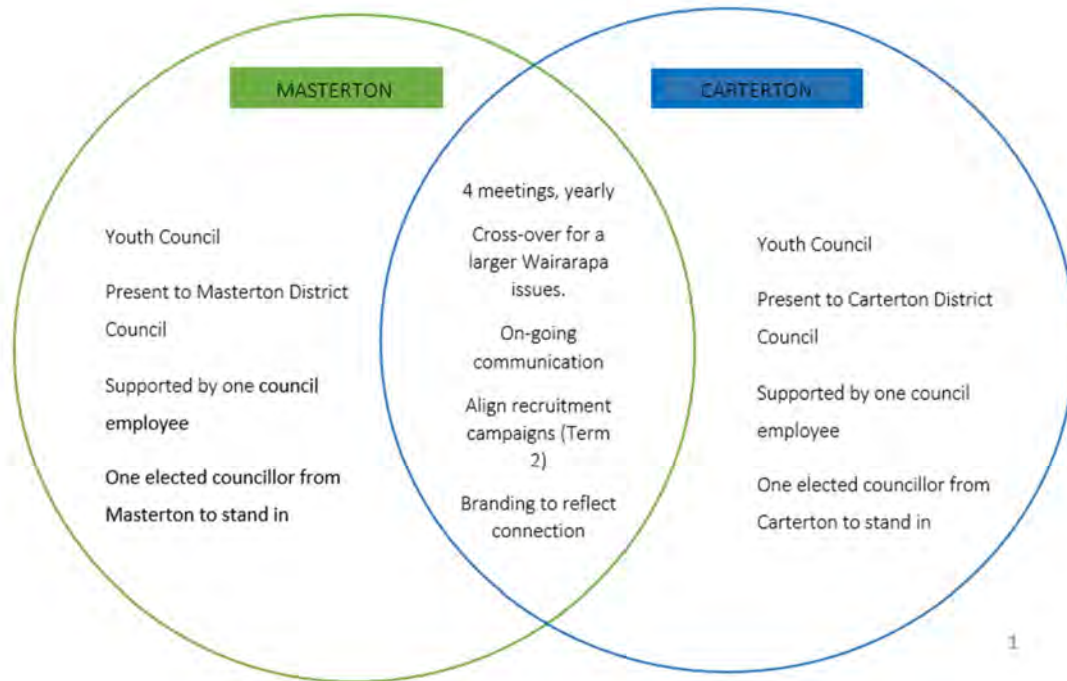 MASTERTON
Youth Council
Present to Masterton District
Council
Supported by one council
employee
One elected councillor from
Masterton to stand in
4 meetings, yearly
Cross-over for a
larger Wairarapa
issues.
On-going
communication
Align recruitment
campaigns (Term
2)
Branding to reflect
connection
CARTERTON
Youth Council
Present to Carterton District
Council
Supported by one council
employee
One elected councillor from
Carterton to stand in
1